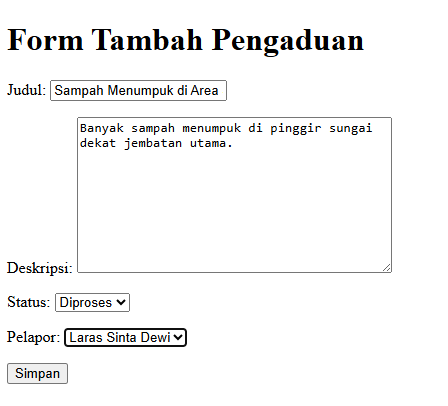 Form Tambah Pengaduan
Judul: Sampah Menumpuk di Area
Banyak sampah menumpuk di pinggir sungai
dekat jembatan utama.
Deskripsi:
Status: Diproses
Pelapor: Laras Sinta Dewi
Simpan